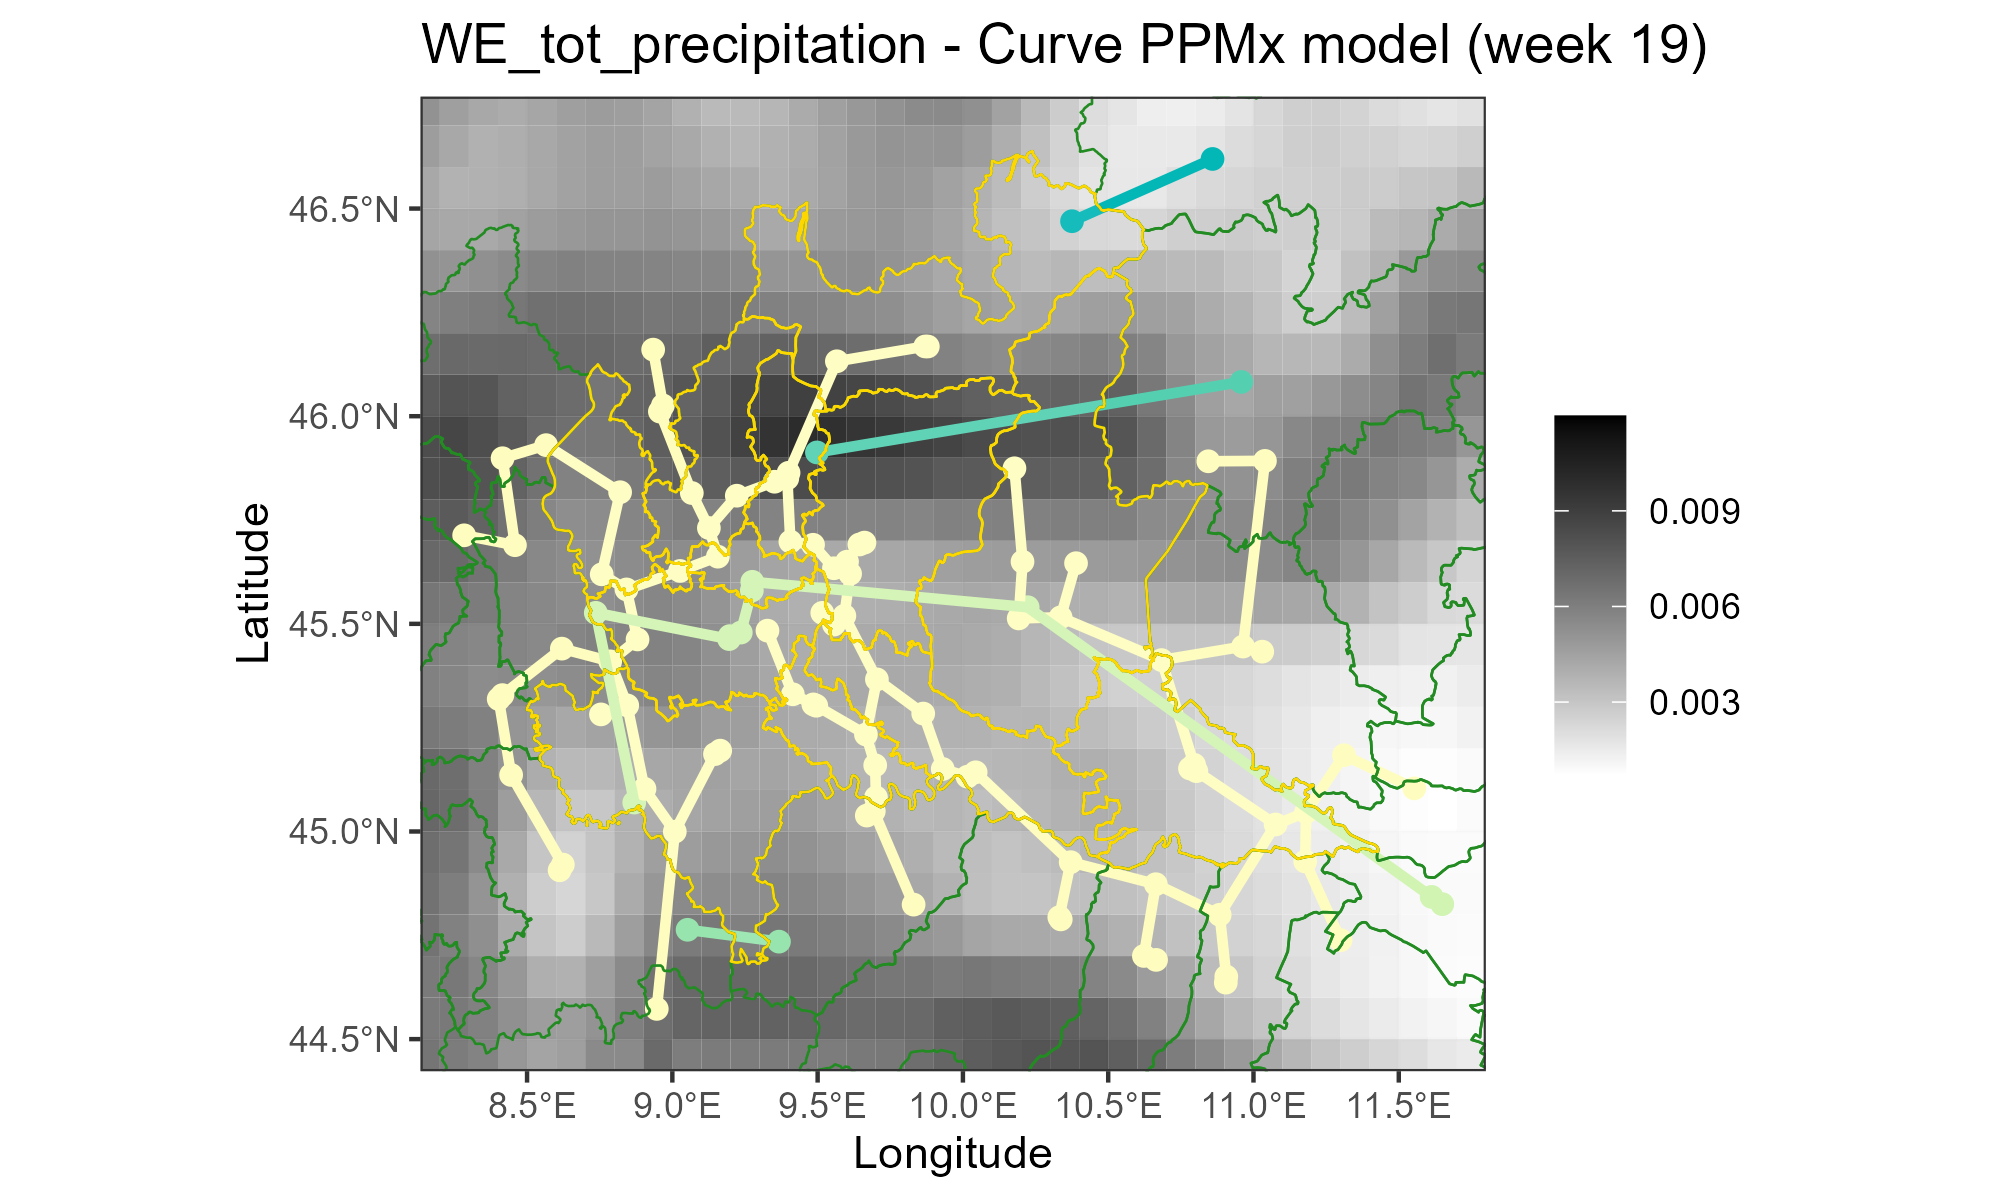 WE_tot_precipitation - Curve PPMx model (week 19)
46.5°N
46.0°N
45.5°N
45.0°N
44.5°N
Latitude
8.5°E 9.0°E 9.5°E 10.0°E 10.5°E 11.0°E 11.5°E
Longitude
0.009
0.006
0.003